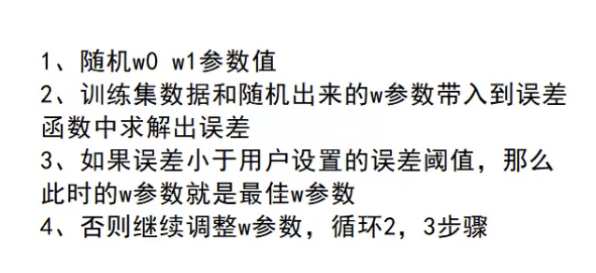 1、随机w0 w1参数值
2、训练集数据和随机出来的w参数带入到误差
函数中求解出误差
3、如果误差小于用户设置的误差阈值，那么
此时的w参数就是最佳w参数
4、否则继续调整w参数，循环2，3步骤